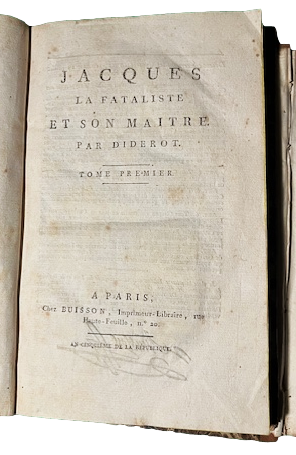 JACQUES
LA FATALISTE
ET SON MAITRE
PAR DIDEROT.
TOME PREMIER
A PARIS,
Chez BUISSON, Imprimeur-Libraire, rue
Haute-Feuille, n.° 20.
AN CINQUIÈME DE LA RÉPUBLIQUE.